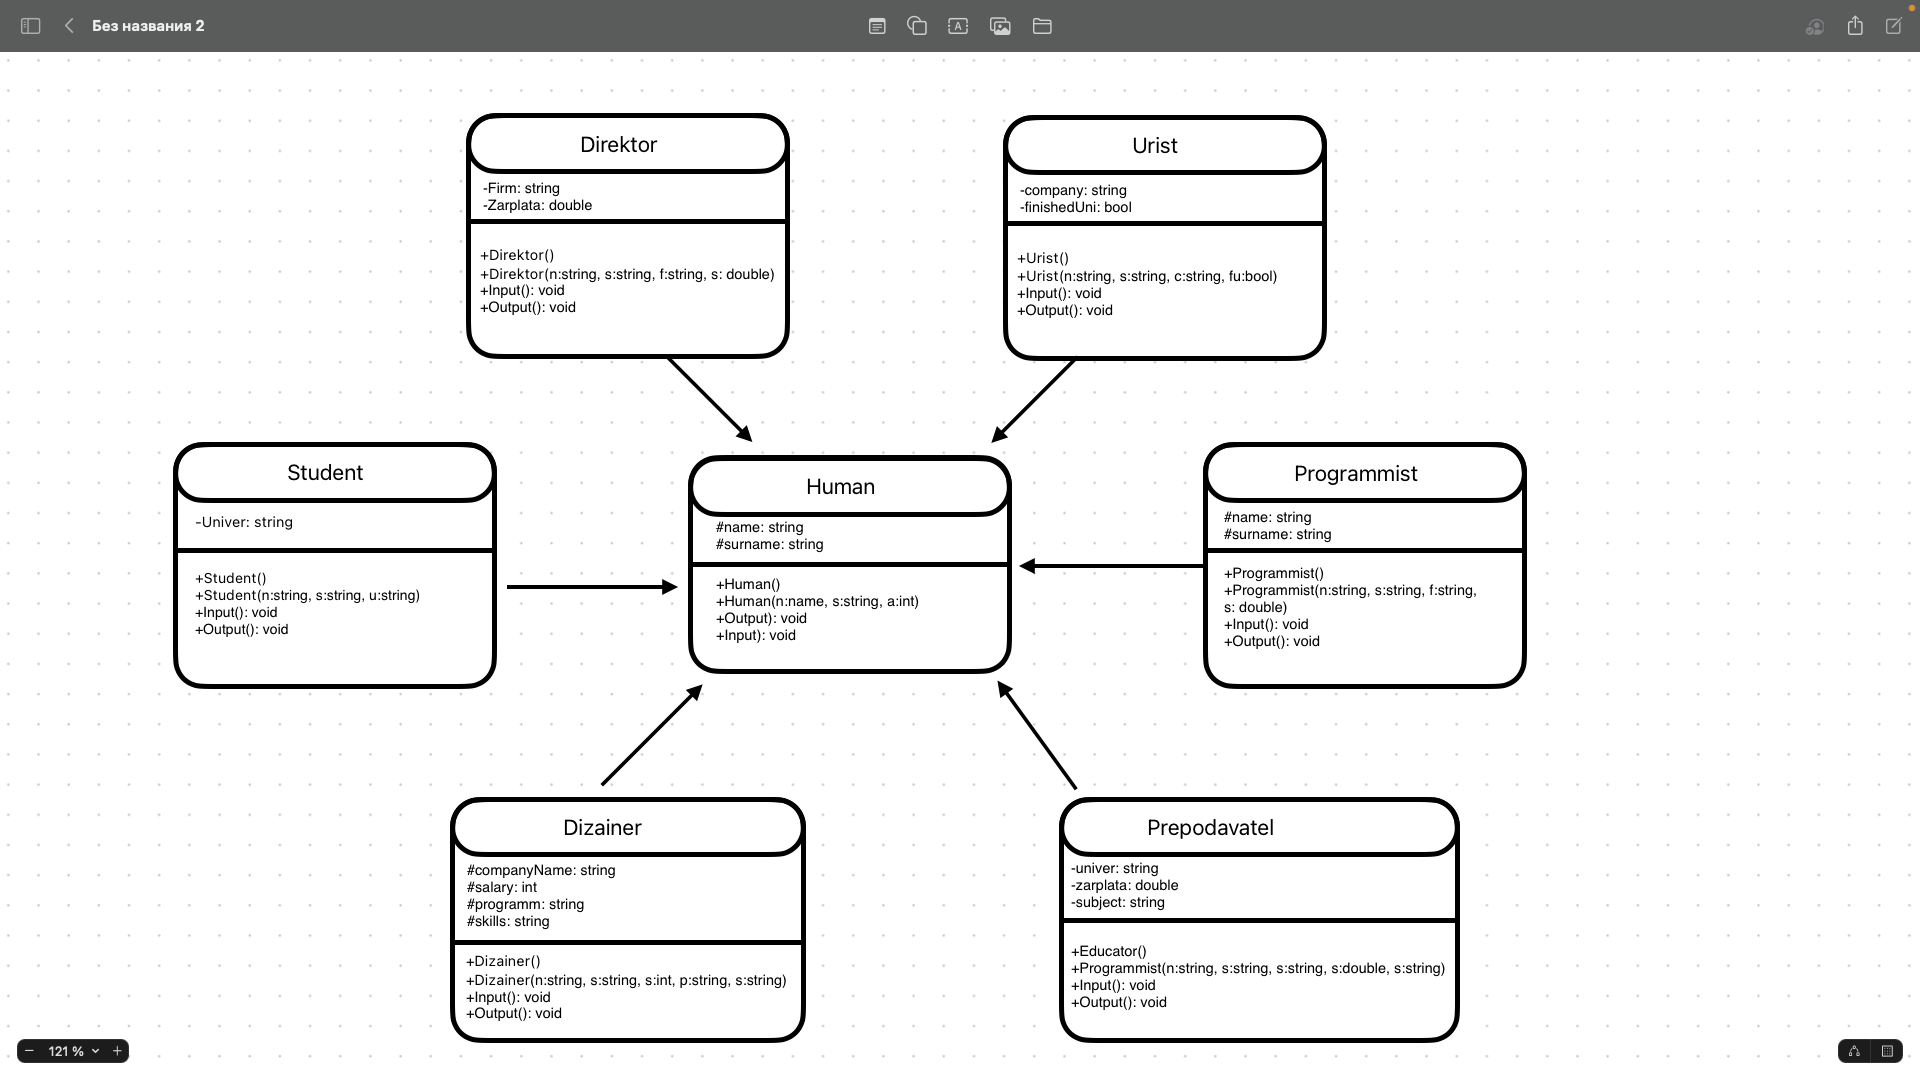 Без названия 2
Direktor
-Firm: string
-Zarplata: double
+Direktor()
+Direktor(n:string, s:string, f:string, s: double)
+Input(): void
+Output(): void
Urist
-company: string
-finishedUni: bool
+Urist()
+Urist(n:string, s:string, c:string, fu:bool)
+Input(): void
+Output(): void
Student
-Univer: string
+Student()
+Student(n:string, s:string, u:string)
+Input(): void
+Output(): void
Human
#name: string
#surname: string
+Human()
+Human(n:name, s:string, a:int)
+Output): void
+Input): void
Programmist
#name: string
#surname: string
+Programmist()
+Programmist(n:string, s:string, f:string,
s: double)
+Input(): void
+Output(): void
Dizainer
#companyName: string
#salary: int
#programm: string
#skills: string
+Dizainer()
+Dizainer(n:string, s:string, s:int, p:string, s:string)
+Input(): void
+Output(): void
Prepodavatel
-univer: string
-zarplata: double
-subject: string
+Educator()
+Programmist(n:string, s:string, s:string, s:double, s:string)
+Input(): void
+Output(): void
121 %